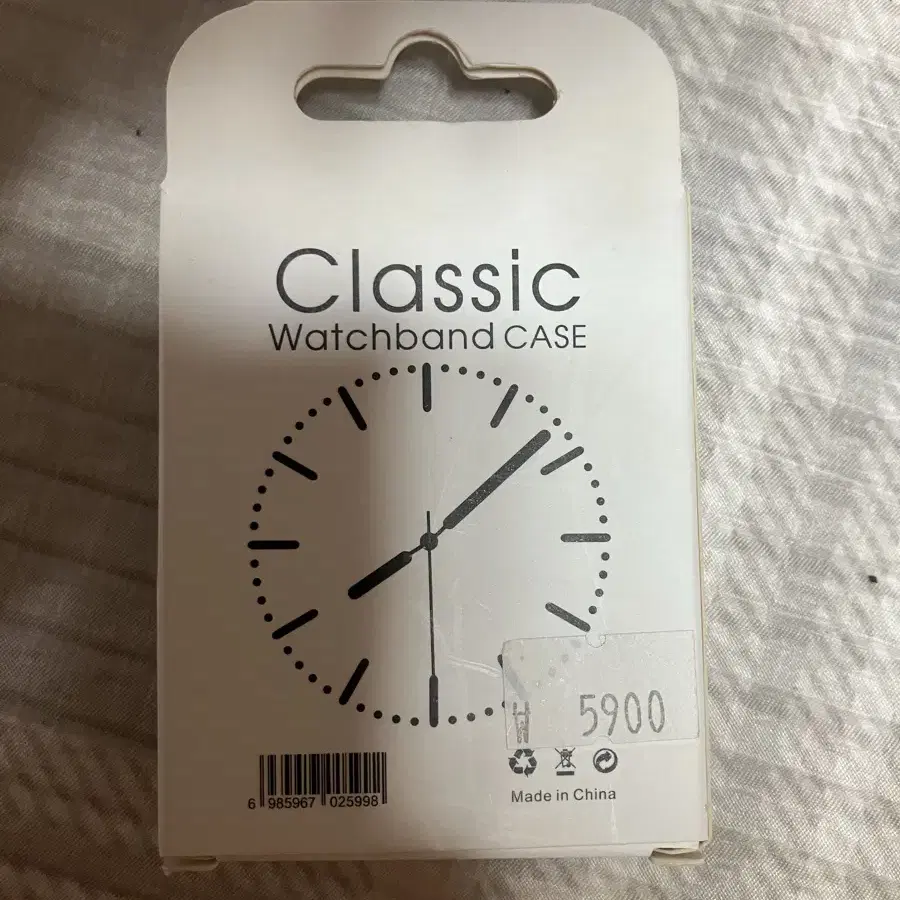 Classic
Watchband CASE
₩ 5900
6 985967 025998
Made in China